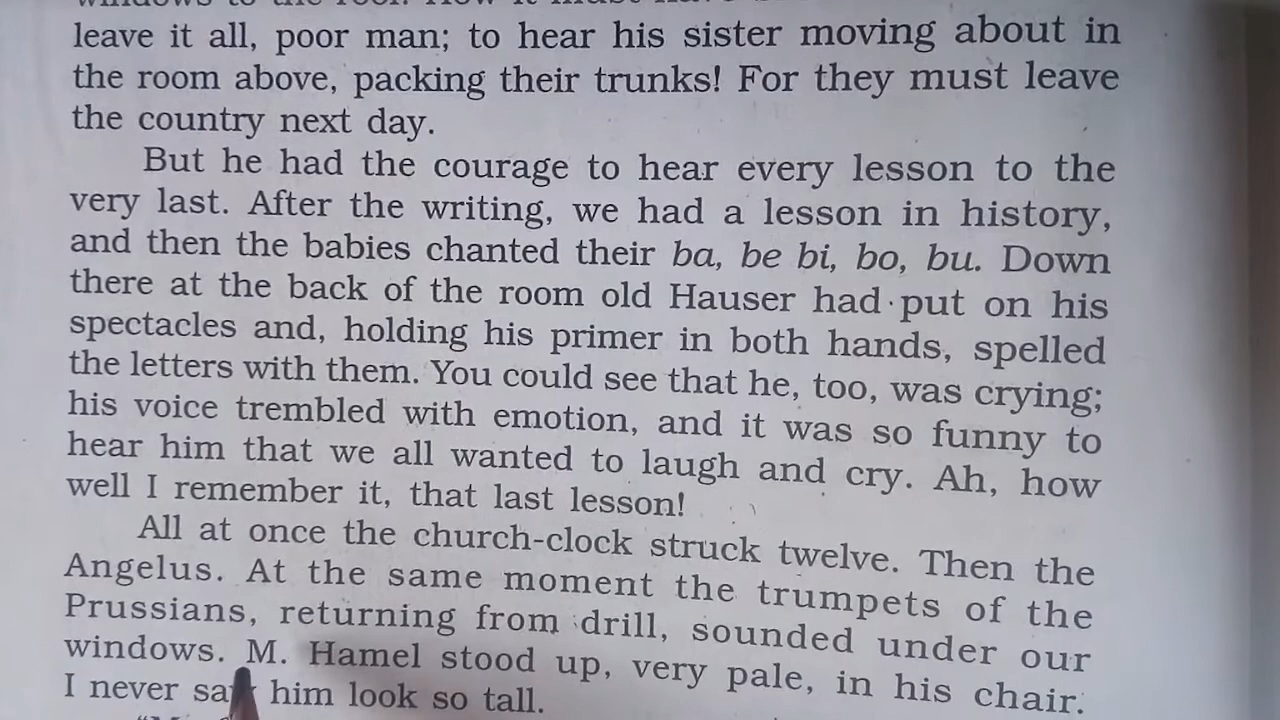 leave it all, poor man; to hear his sister moving about in
the room above, packing their trunks! For they must leave
the country next day.
But he had the courage to hear every lesson to the
very last. After the writing, we had a lesson in history,
and then the babies chanted their ba, be bi, bo, bu. Down
there at the back of the room old Hauser had put on his
spectacles and, holding his primer in both hands, spelled
the letters with them. You could see that he, too, was crying;
his voice trembled with emotion, and it was so funny to
hear him that we all wanted to laugh and cry. Ah, how
well I remember it, that last lesson!
All at once the church-clock struck twelve. Then the
Angelus. At the same moment the trumpets of the
Prussians, returning from drill, sounded under our
windows. M. Hamel stood up, very pale, in his chair.
I never saw him look so tall.